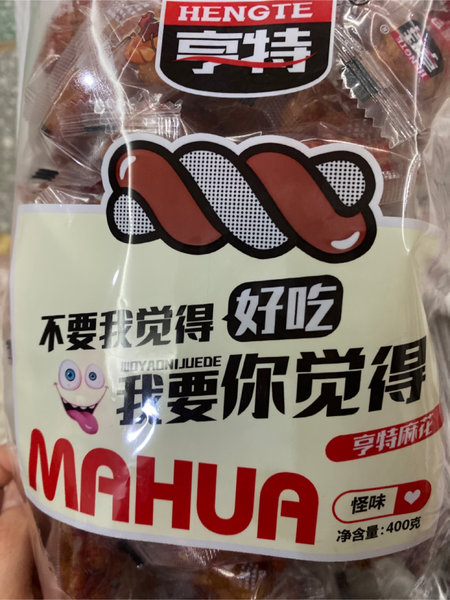 HENGTE
亨特
不要我觉得 好吃
WOYAONIJUEDE
我要你觉得
亨特麻花
MAHUA
怪味
净含量:400克